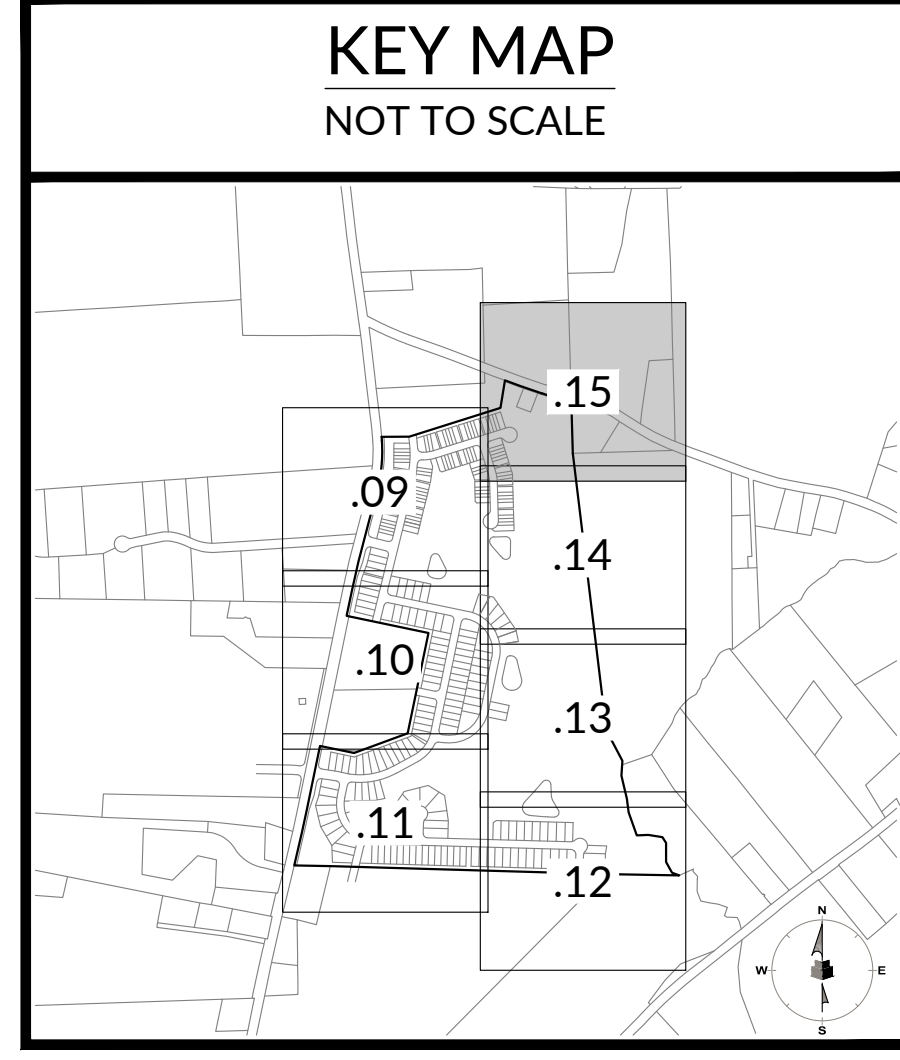 KEY MAP
NOT TO SCALE
.15
.09
.14
.10
.13
.11
.12
N
W
E
S